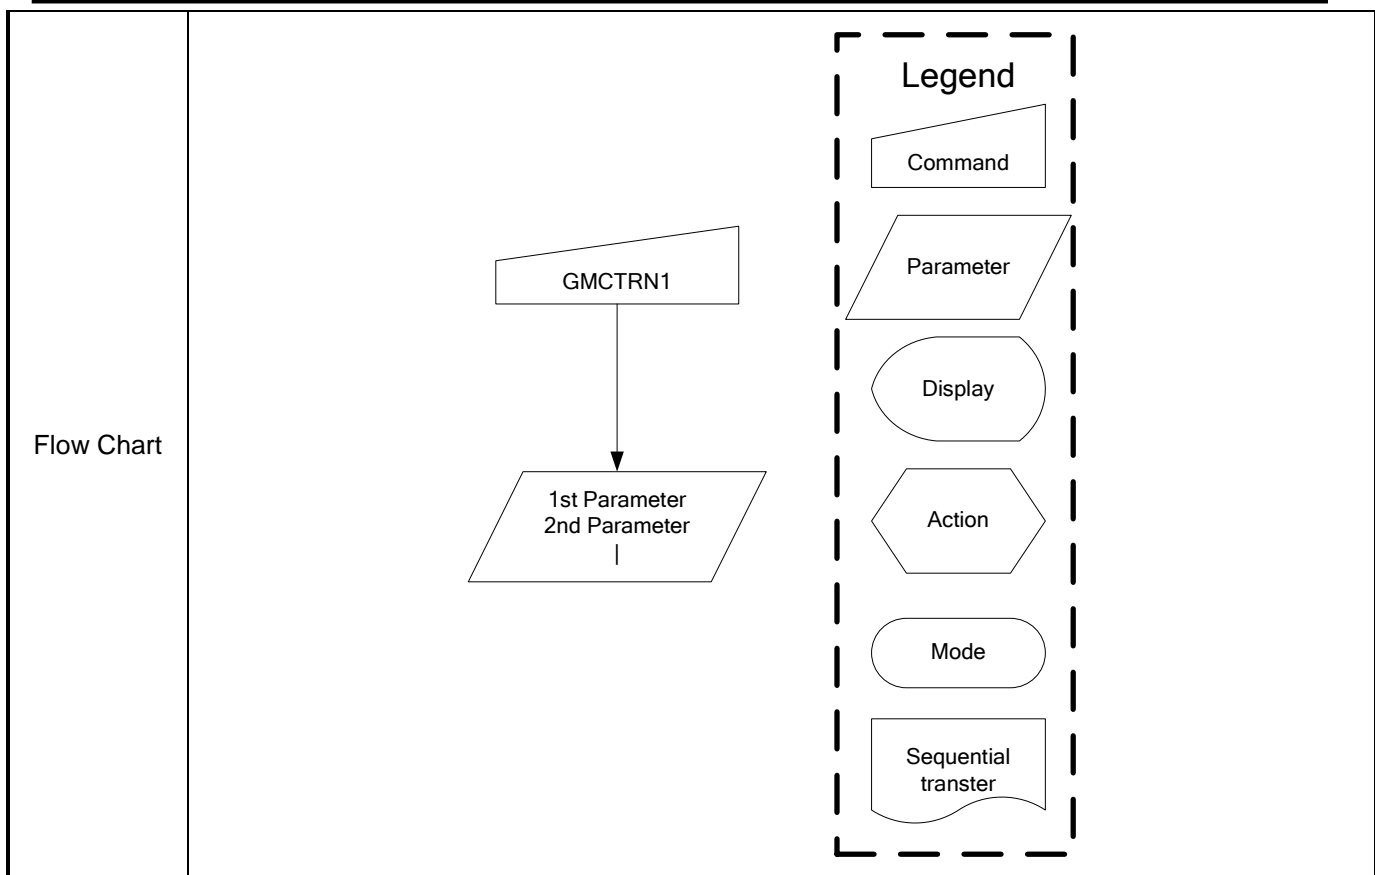 Flow Chart
GMCTRN1
1st Parameter
2nd Parameter
|
Legend
Command
Parameter
Display
Action
Mode
Sequential
transter